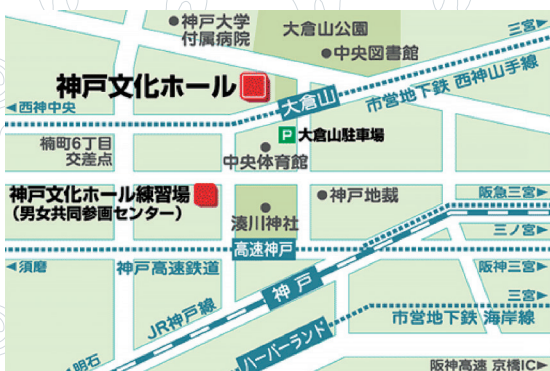 神戸大学
付属病院
大倉山公園
三宮▶
中央図書館
神戸文化ホール
◀西神中央
大倉山
市営地下鉄 西神山手線
P 大倉山駐車場
楠町6丁目
交差点
中央体育館
神戸文化ホール練習場
(男女共同参画センター)
神戸地裁
阪急三宮▶
湊川神社
三ノ宮▶
高速神戸
◀須磨
神戸高速鉄道
阪神三宮▶
神戸
三宮▶
JR神戸線
市営地下鉄 海岸線
ハーバーランド
◀明石
阪神高速 京橋IC▶